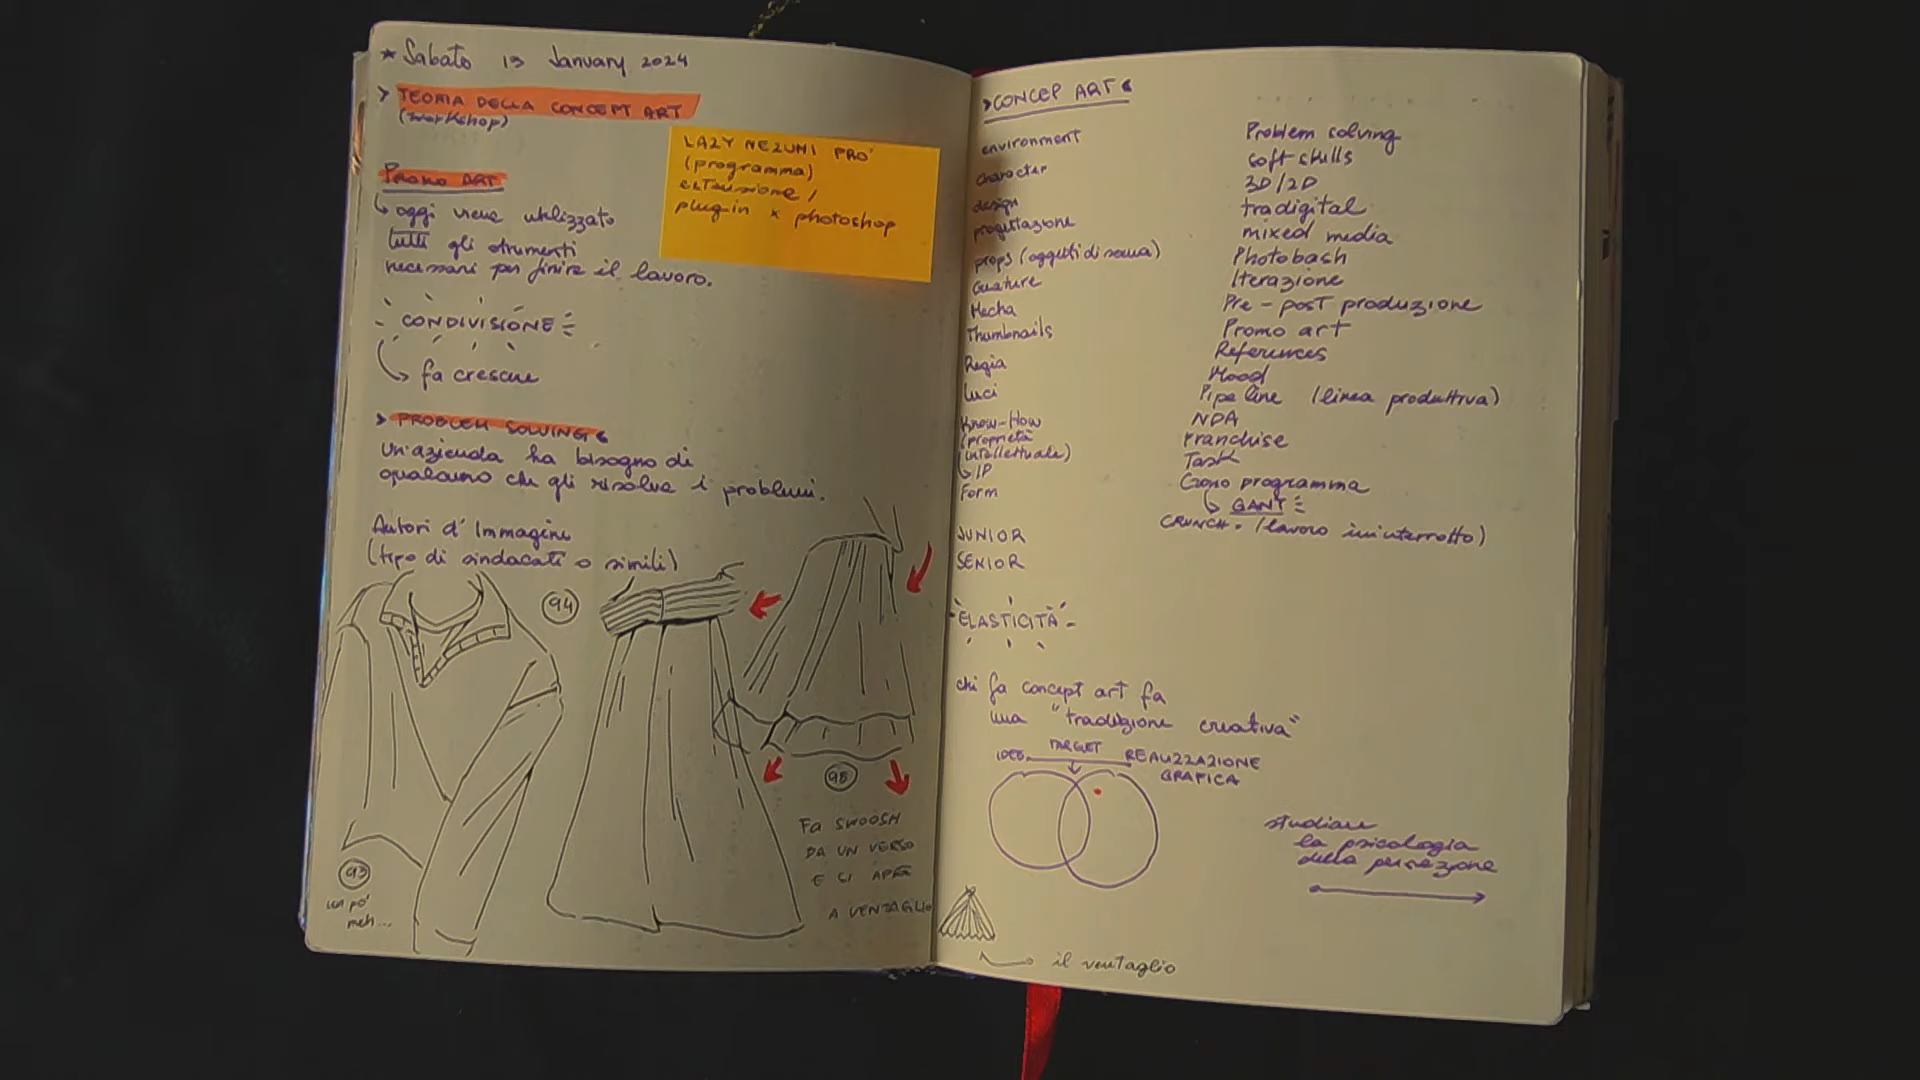 ★ Sabato 13 January 2024
> TEORIA DELLA CONCEPT ART
(workshop)
PROMO ART
↳ oggi viene utilizzato
tutti gli strumenti
necessari per finire il lavoro.
CONDIVISIONE
↳ fa crescere
> PROBLEM SOLVING <
Un'azienda ha bisogno di
qualcuno che gli risolva i problemi.
Autori d'Immagine
(tipo di sindacati o simili)
LAZY NEZUMI PRO
(programma)
estensione /
plug-in x photoshop
94
93
un pò
meh...
95
FA SWOOSH
DA UN VERSO
E SI APRE
A VENTAGLIO
> CONCEP ART <
environment
character
design
progettazione
props (oggetti di scena)
Creature
Mecha
Thumbnails
Regia
Luci
Know-How
(proprietà
intellettuale)
↳ IP
Form
JUNIOR
SENIOR
Problem solving
soft skills
3D/2D
tradigital
mixed media
Photobash
Iterazione
Pre-post produzione
Promo art
References
Mood
Pipe line (linea produttiva)
NDA
Franchise
Task
Crono programma
↳ GANT
CRUNCH. (lavoro ininterrotto)
ELASTICITÀ
chi fa concept art fa
una "traduzione creativa"
IDEA TARGET REALIZZAZIONE
GRAFICA
studiare
la psicologia
della percezione
il ventaglio